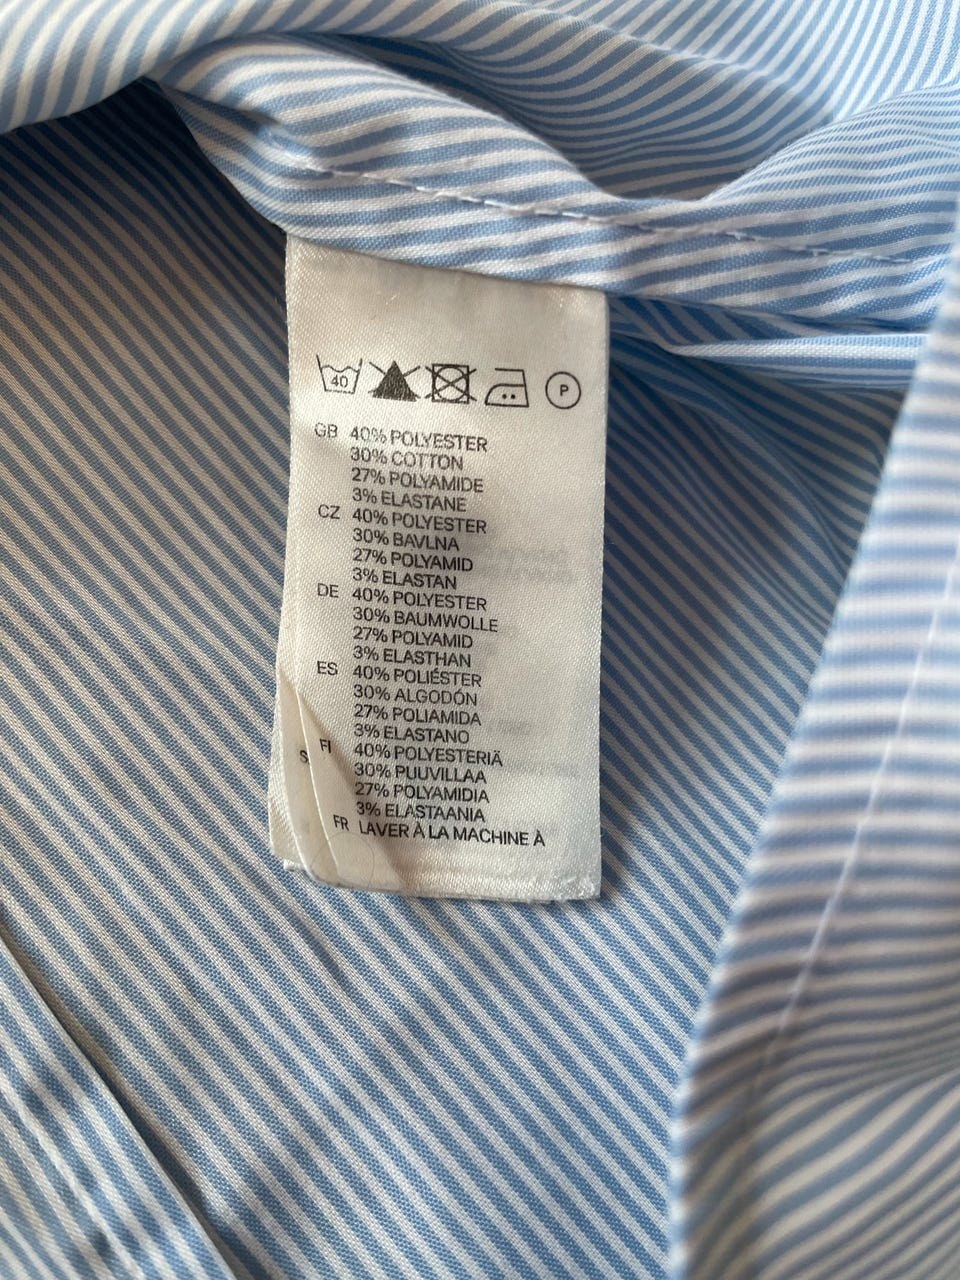 40 P
GB 40% POLYESTER
30% COTTON
27% POLYAMIDE
3% ELASTANE
CZ 40% POLYESTER
30% BAVLNA
27% POLYAMID
3% ELASTAN
DE 40% POLYESTER
30% BAUMWOLLE
27% POLYAMID
3% ELASTHAN
ES 40% POLIÉSTER
30% ALGODÓN
27% POLIAMIDA
3% ELASTANO
FI 40% POLYESTERIÄ
30% PUUVILLAA
27% POLYAMIDIA
3% ELASTAANIA
FR LAVER À LA MACHINE À